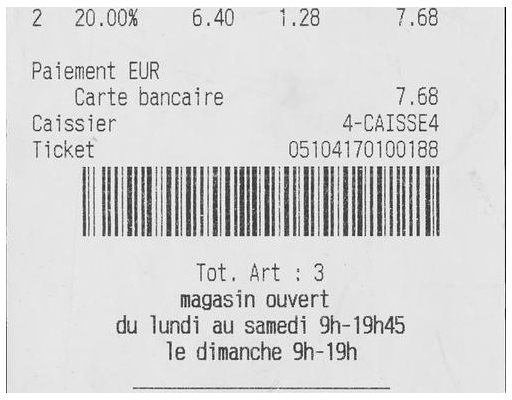 2 20.00% 6.40 1.28 7.68
Paiement EUR
Carte bancaire 7.68
Caissier 4-CAISSE4
Ticket 05104170100188
Tot. Art : 3
magasin ouvert
du lundi au samedi 9h-19h45
le dimanche 9h-19h